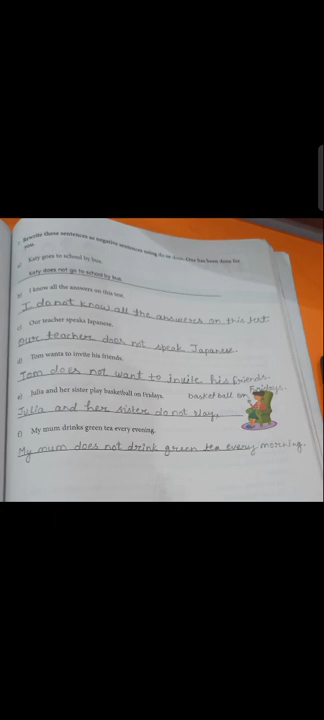 Rewrite these sentences as negative sentences using do or does. One has been done for
you.
a) Katy goes to school by bus.
Katy does not go to school by bus.
b) I know all the answers on this test.
I do not know all the answeres on this text.
c) Our teacher speaks Japanese.
Our teacher does not speak Japanese.
d) Tom wants to invite his friends.
Tom does not want to invite his friends.
e) Julia and her sister play basketball on Fridays.
basketball on Fridays.
Julia and her sister do not play.
f) My mum drinks green tea every evening.
My mum does not drink green tea every morning.